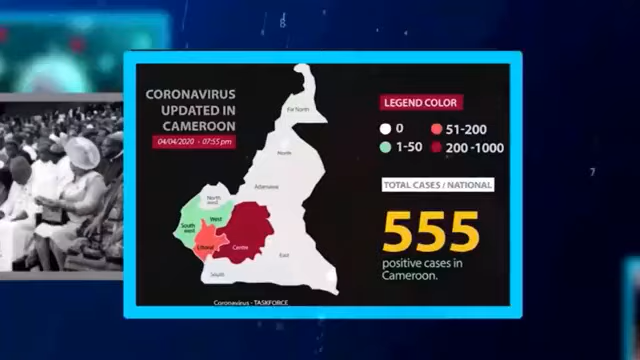 CORONAVIRUS
UPDATED IN
CAMEROON
04/04/2020 - 07:55 pm
LEGEND COLOR
0
51-200
1-50
200 -1000
TOTAL CASES / NATIONAL
555
positive cases in
Cameroon.
Far North
North
Adamawa
North
west
West
South
west
Littoral
Centre
East
South
Coronavirus - TASKFORCE
7